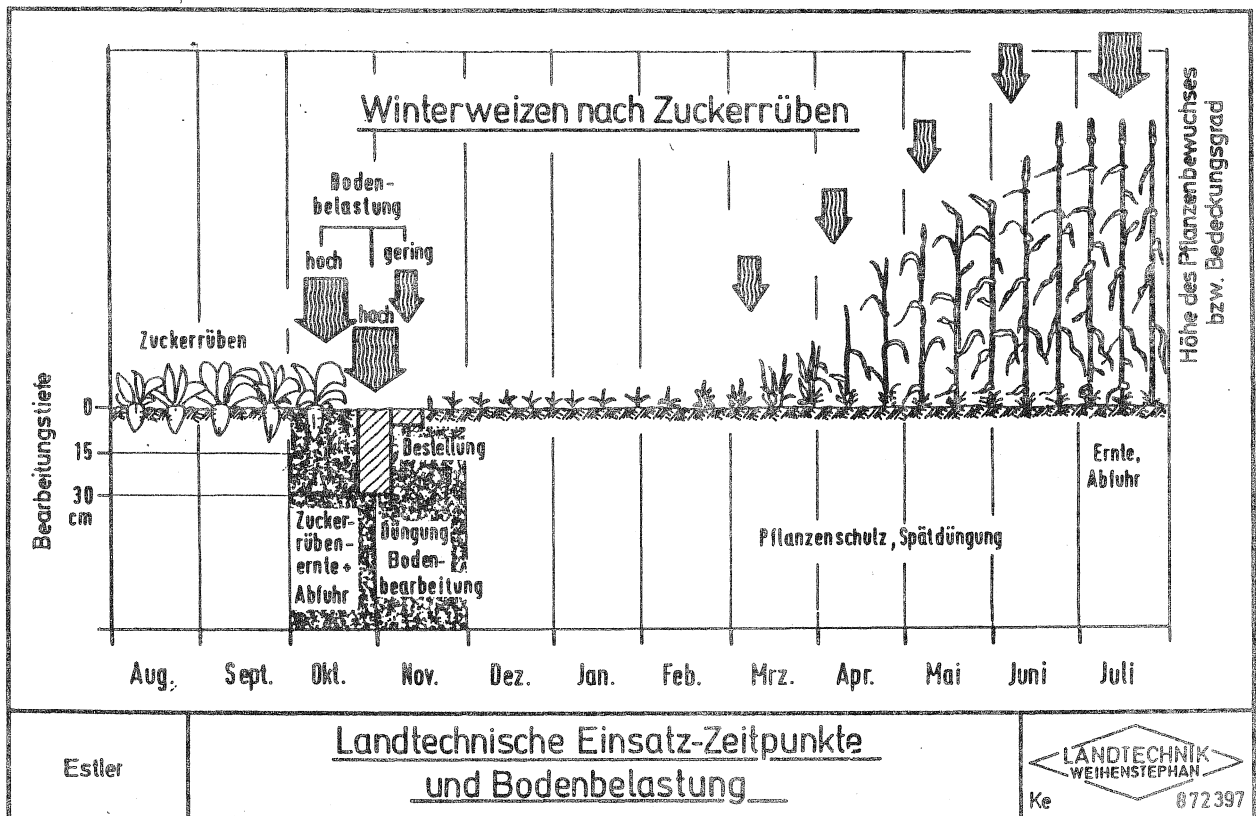 Winterweizen nach Zuckerrüben
Boden-
belastung
hoch
gering
hoch
Zuckerrüben
Höhe des Pflanzenbewuchses
bzw. Bedeckungsgrad
Bearbeitungstiefe
0
15
30
cm
Bestellung
Zucker-
rüben-
ernte +
Abfuhr
Düngung
Boden-
bearbeitung
Pflanzenschutz, Spätdüngung
Ernte,
Abfuhr
Aug. Sept. Okt. Nov. Dez. Jan. Feb. Mrz. Apr. Mai Juni Juli
Estler
Landtechnische Einsatz-Zeitpunkte
und Bodenbelastung
LANDTECHNIK
WEIHENSTEPHAN
Ke 872397